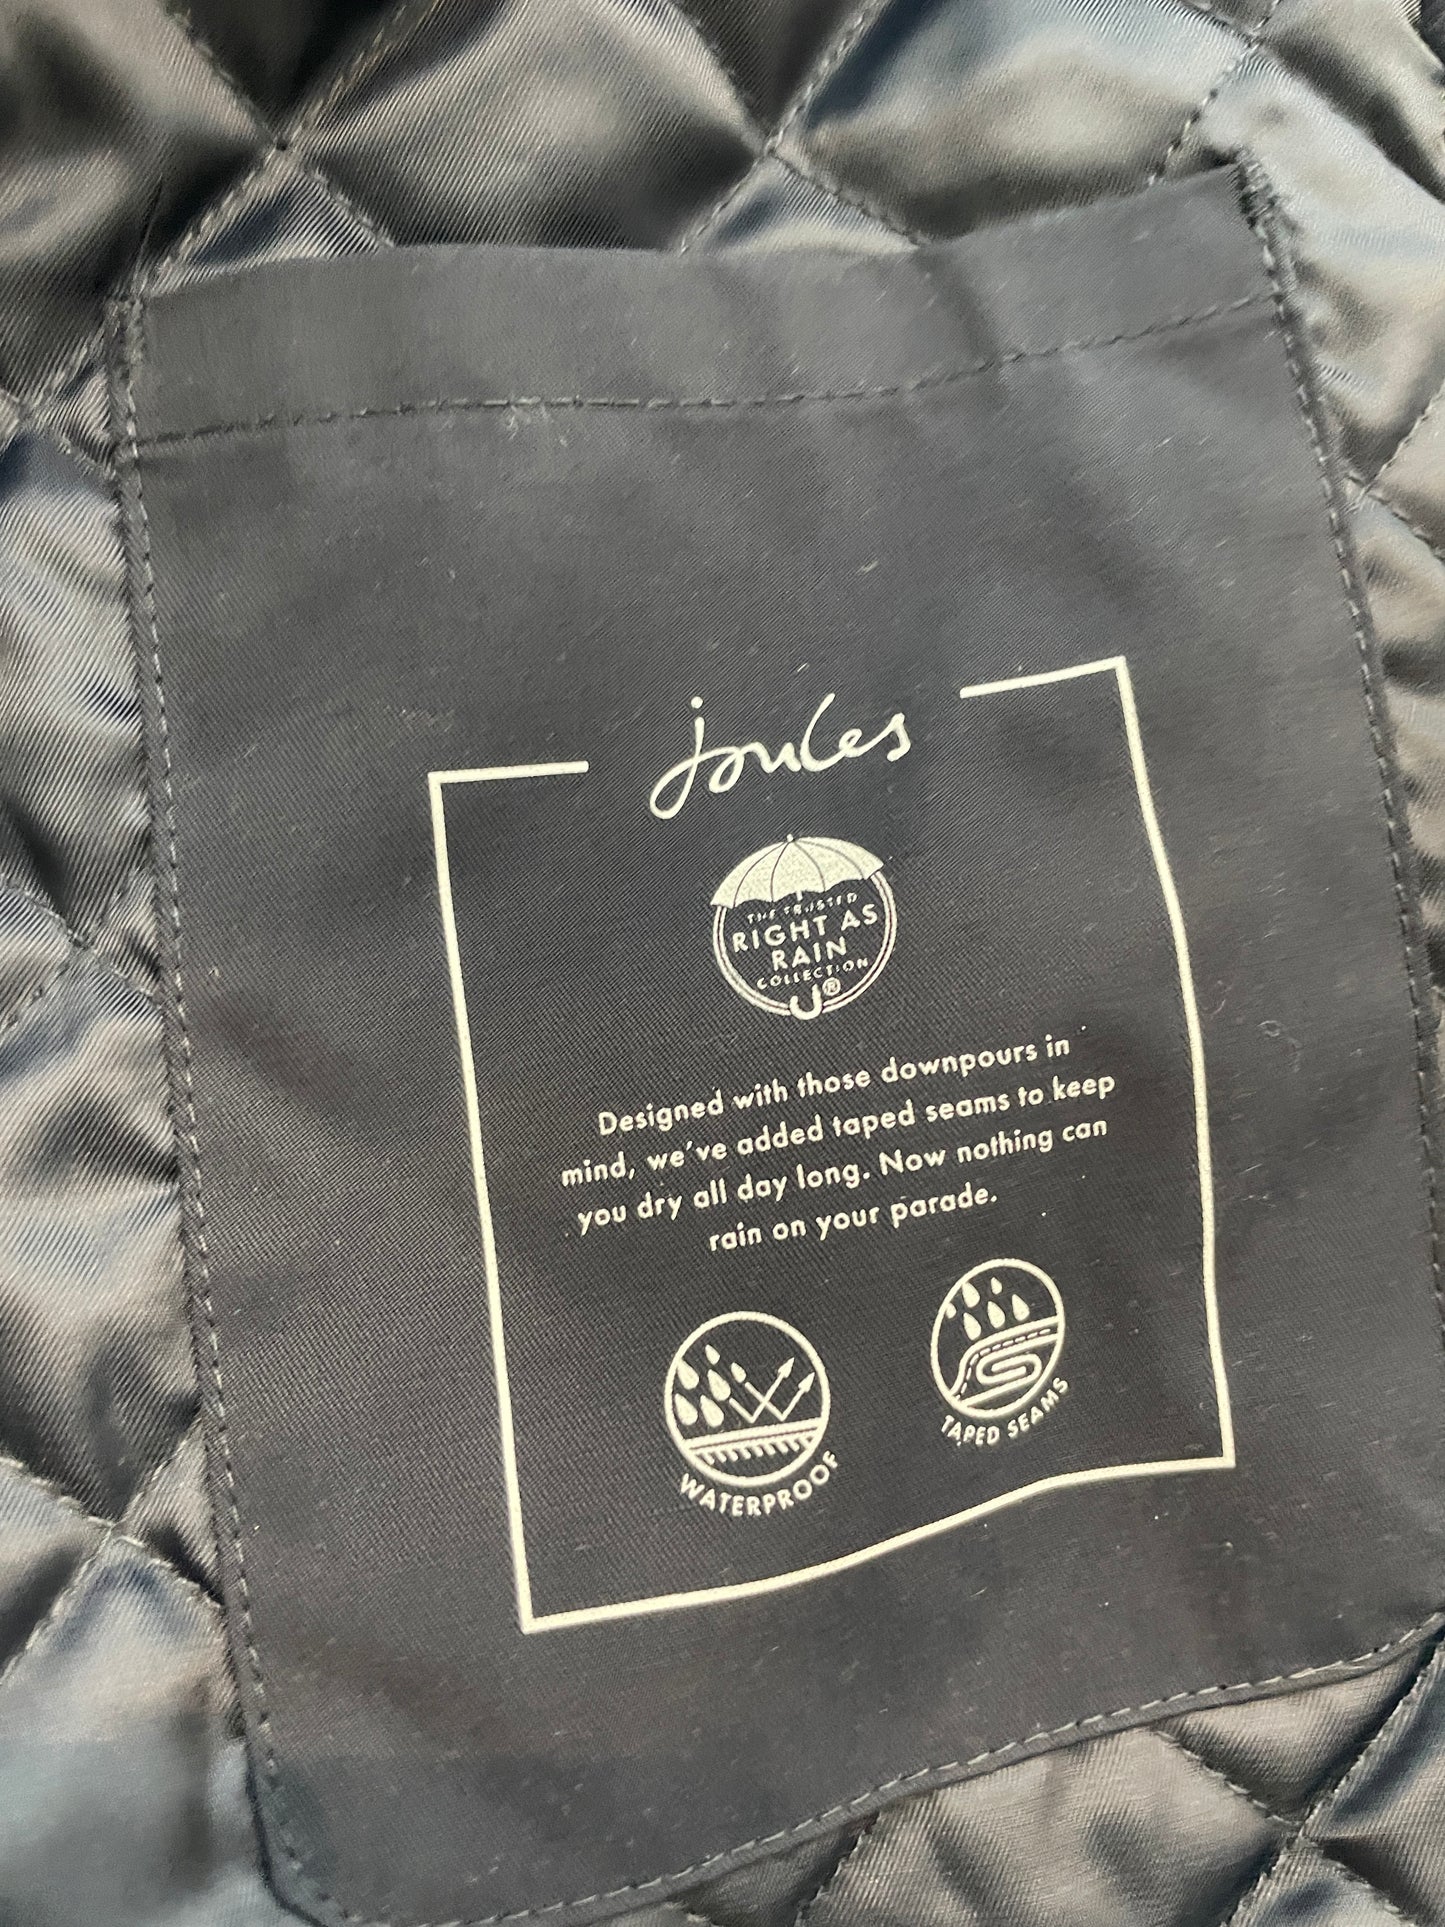 joules
THE TRUSTED
RIGHT AS
RAIN
COLLECTION
®
Designed with those downpours in
mind, we've added taped seams to keep
you dry all day long. Now nothing can
rain on your parade.
WATERPROOF
TAPED SEAMS